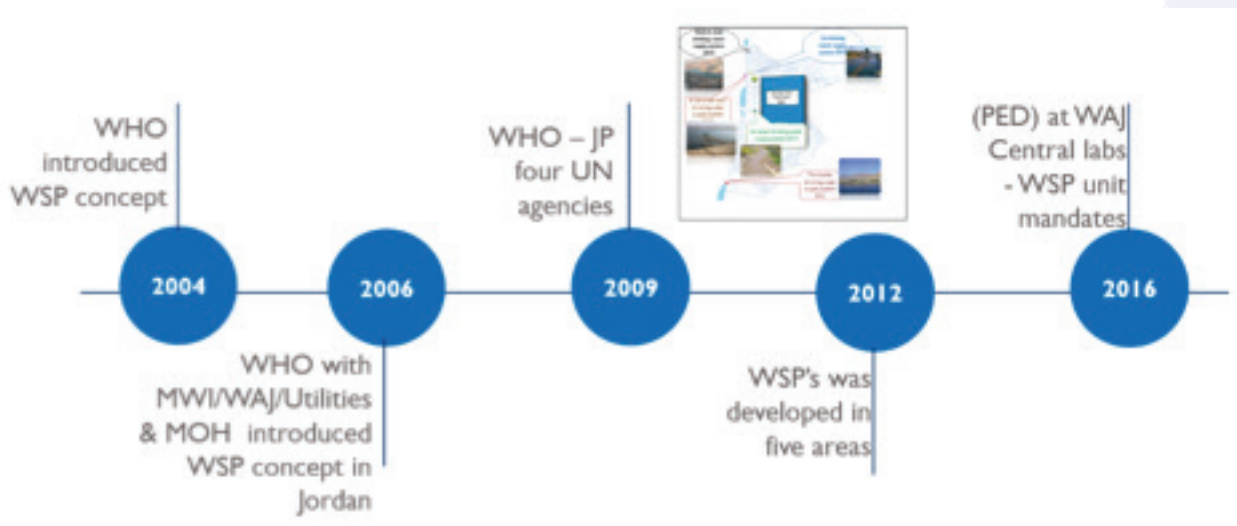 WHO
introduced
WSP concept
2004
WHO with
MWI/WAJ/Utilities
& MOH introduced
WSP concept in
Jordan
2006
WHO – JP
four UN
agencies
2009
WSP's was
developed in
five areas
2012
(PED) at WAJ
Central labs
- WSP unit
mandates
2016